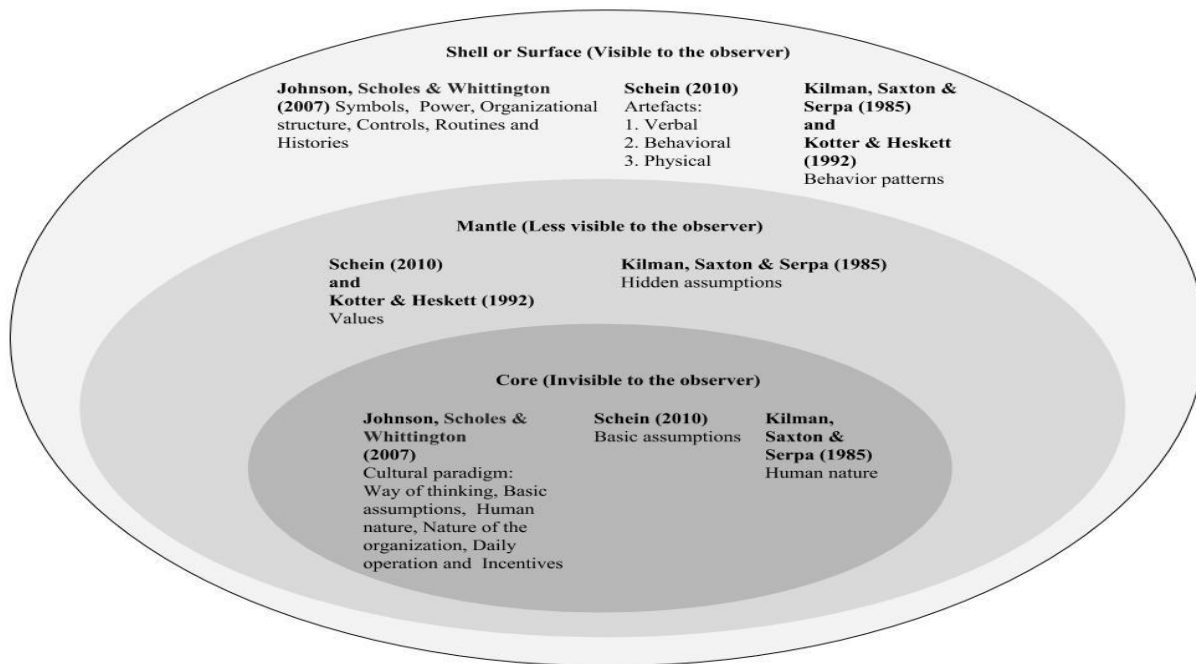 Shell or Surface (Visible to the observer)
Johnson, Scholes & Whittington
(2007) Symbols, Power, Organizational
structure, Controls, Routines and
Histories
Schein (2010)
Artefacts:
1. Verbal
2. Behavioral
3. Physical
Kilman, Saxton &
Serpa (1985)
and
Kotter & Heskett
(1992)
Behavior patterns
Mantle (Less visible to the observer)
Schein (2010)
and
Kotter & Heskett (1992)
Values
Kilman, Saxton & Serpa (1985)
Hidden assumptions
Core (Invisible to the observer)
Johnson, Scholes &
Whittington
(2007)
Cultural paradigm:
Way of thinking, Basic
assumptions, Human
nature, Nature of the
organization, Daily
operation and Incentives
Schein (2010)
Basic assumptions
Kilman,
Saxton &
Serpa (1985)
Human nature